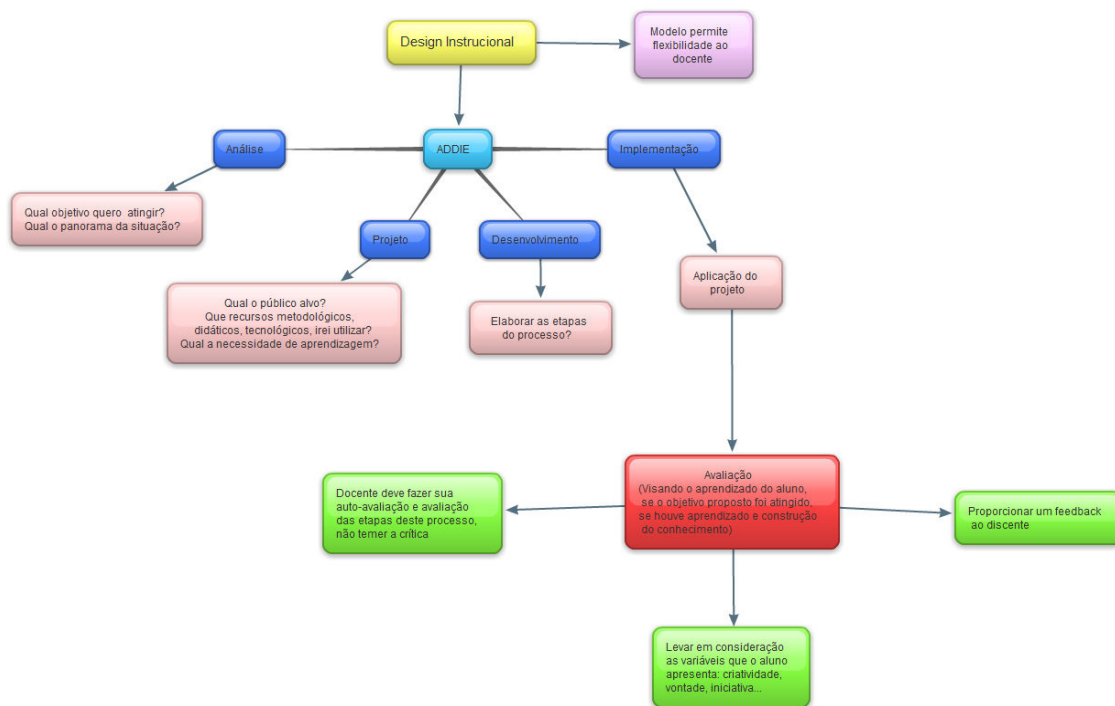 Design Instrucional
Modelo permite
flexibilidade ao
docente
Análise
ADDIE
Implementação
Qual objetivo quero atingir?
Qual o panorama da situação?
Projeto
Desenvolvimento
Aplicação do
projeto
Qual o público alvo?
Que recursos metodológicos,
didáticos, tecnológicos, irei utilizar?
Qual a necessidade de aprendizagem?
Elaborar as etapas
do processo?
Avaliação
(Visando o aprendizado do aluno,
se o objetivo proposto foi atingido,
se houve aprendizado e construção
do conhecimento)
Docente deve fazer sua
auto-avaliação e avaliação
das etapas deste processo,
não temer a crítica
Proporcionar um feedback
ao discente
Levar em consideração
as variáveis que o aluno
apresenta: criatividade,
vontade, iniciativa...